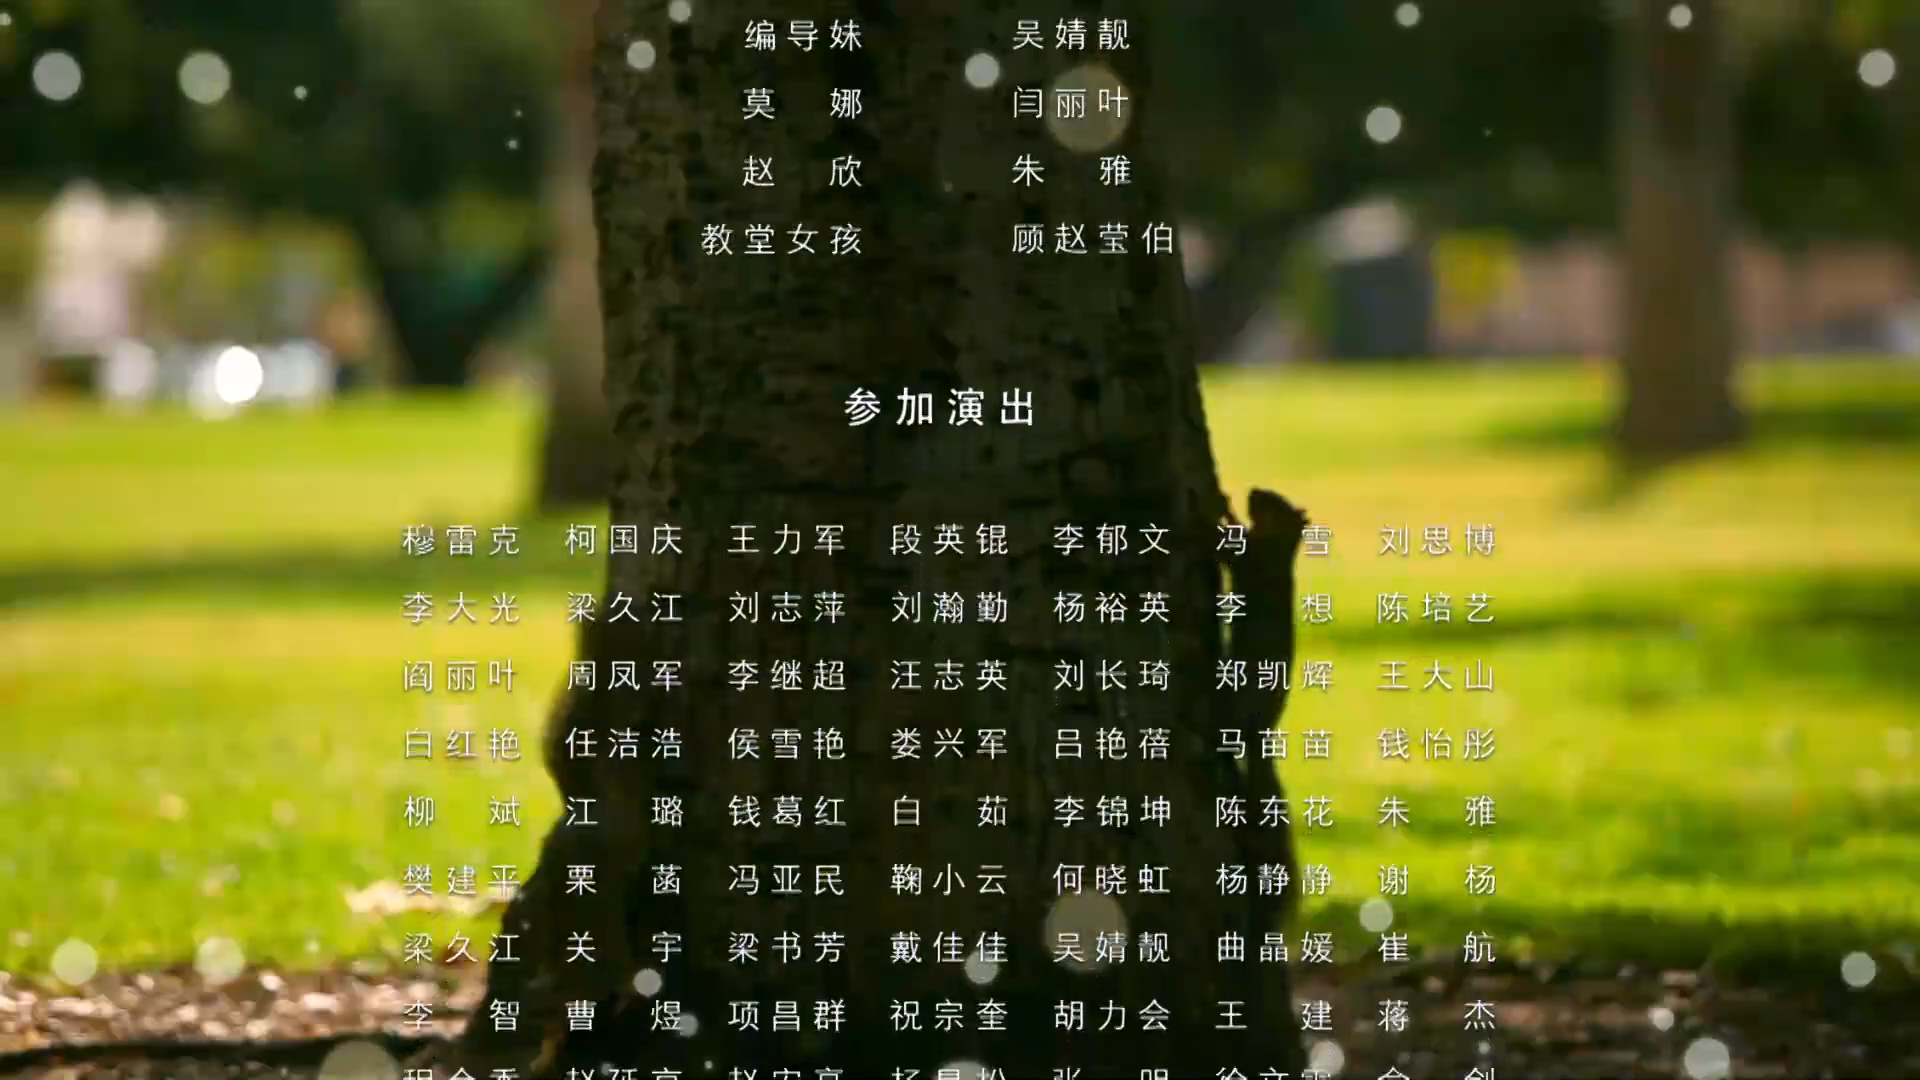 编导妹 吴婧靓
莫娜 闫丽叶
赵欣 朱雅
教堂女孩 顾赵莹伯
参加演出
穆雷克 柯国庆 王力军 段英锟 李郁文 冯雪 刘思博
李大光 梁久江 刘志萍 刘瀚勤 杨裕英 李想 陈培艺
阎丽叶 周凤军 李继超 汪志英 刘长琦 郑凯辉 王大山
白红艳 任洁浩 侯雪艳 娄兴军 吕艳蓓 马苗苗 钱怡彤
柳斌 江璐 钱葛红 白茹 李锦坤 陈东花 朱雅
樊建平 栗菡 冯亚民 鞠小云 何晓虹 杨静静 谢杨
梁久江 关宇 梁书芳 戴佳佳 吴婧靓 曲晶媛 崔航
李智 曹煜 项昌群 祝宗奎 胡力会 王建 蒋杰